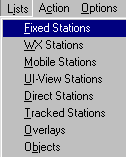 Lists Action Options
Fixed Stations
WX Stations
Mobile Stations
UI-View Stations
Direct Stations
Tracked Stations
Overlays
Objects